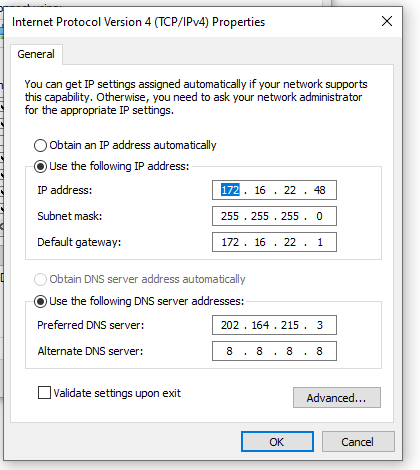 Internet Protocol Version 4 (TCP/IPv4) Properties
General
You can get IP settings assigned automatically if your network supports
this capability. Otherwise, you need to ask your network administrator
for the appropriate IP settings.
Obtain an IP address automatically
Use the following IP address:
IP address: 172 . 16 . 22 . 48
Subnet mask: 255 . 255 . 255 . 0
Default gateway: 172 . 16 . 22 . 1
Obtain DNS server address automatically
Use the following DNS server addresses:
Preferred DNS server: 202 . 164 . 215 . 3
Alternate DNS server: 8 . 8 . 8 . 8
Validate settings upon exit
Advanced...
OK Cancel